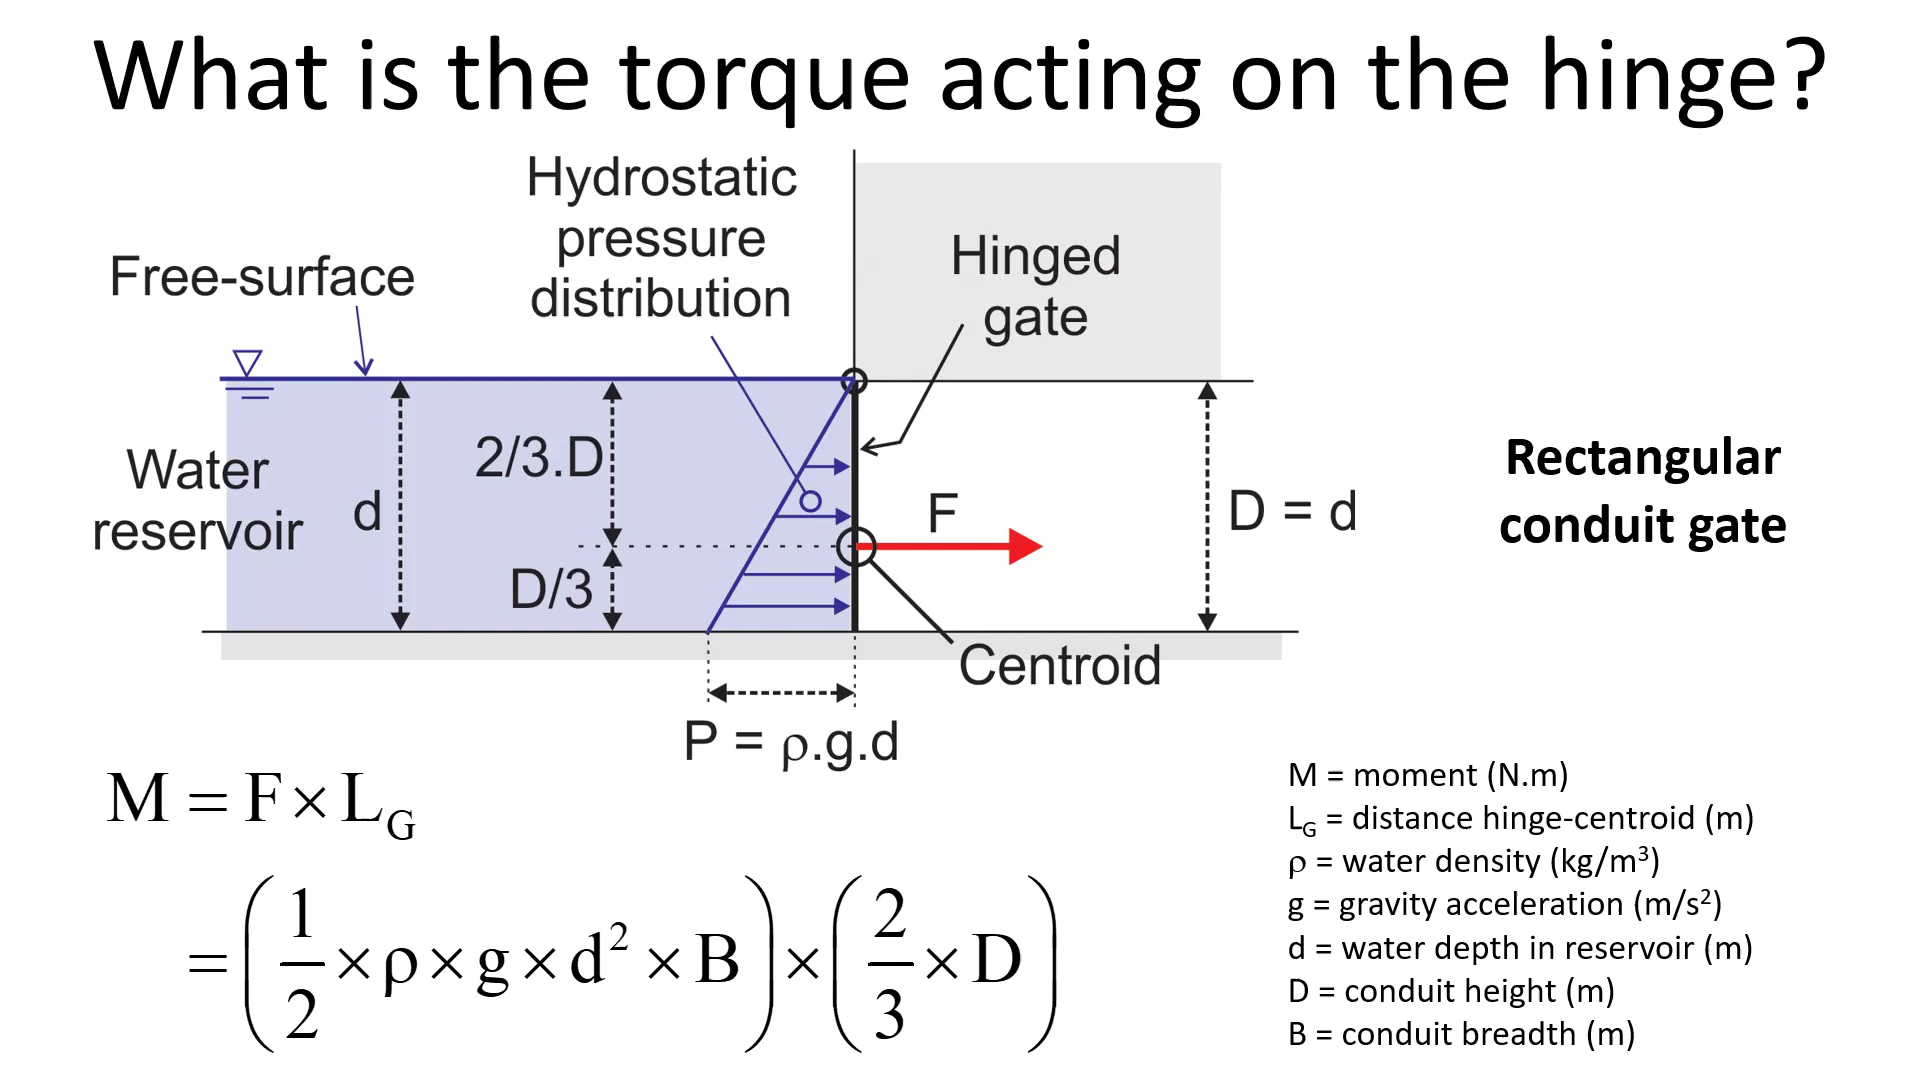 What is the torque acting on the hinge?
Hydrostatic
pressure
distribution
Free-surface
Hinged
gate
Water
reservoir
d
2/3.D
D/3
F
D = d
Rectangular
conduit gate
Centroid
P = ρ.g.d
M = F × L_G
= (1/2 × ρ × g × d² × B) × (2/3 × D)
M = moment (N.m)
L_G = distance hinge-centroid (m)
ρ = water density (kg/m³)
g = gravity acceleration (m/s²)
d = water depth in reservoir (m)
D = conduit height (m)
B = conduit breadth (m)